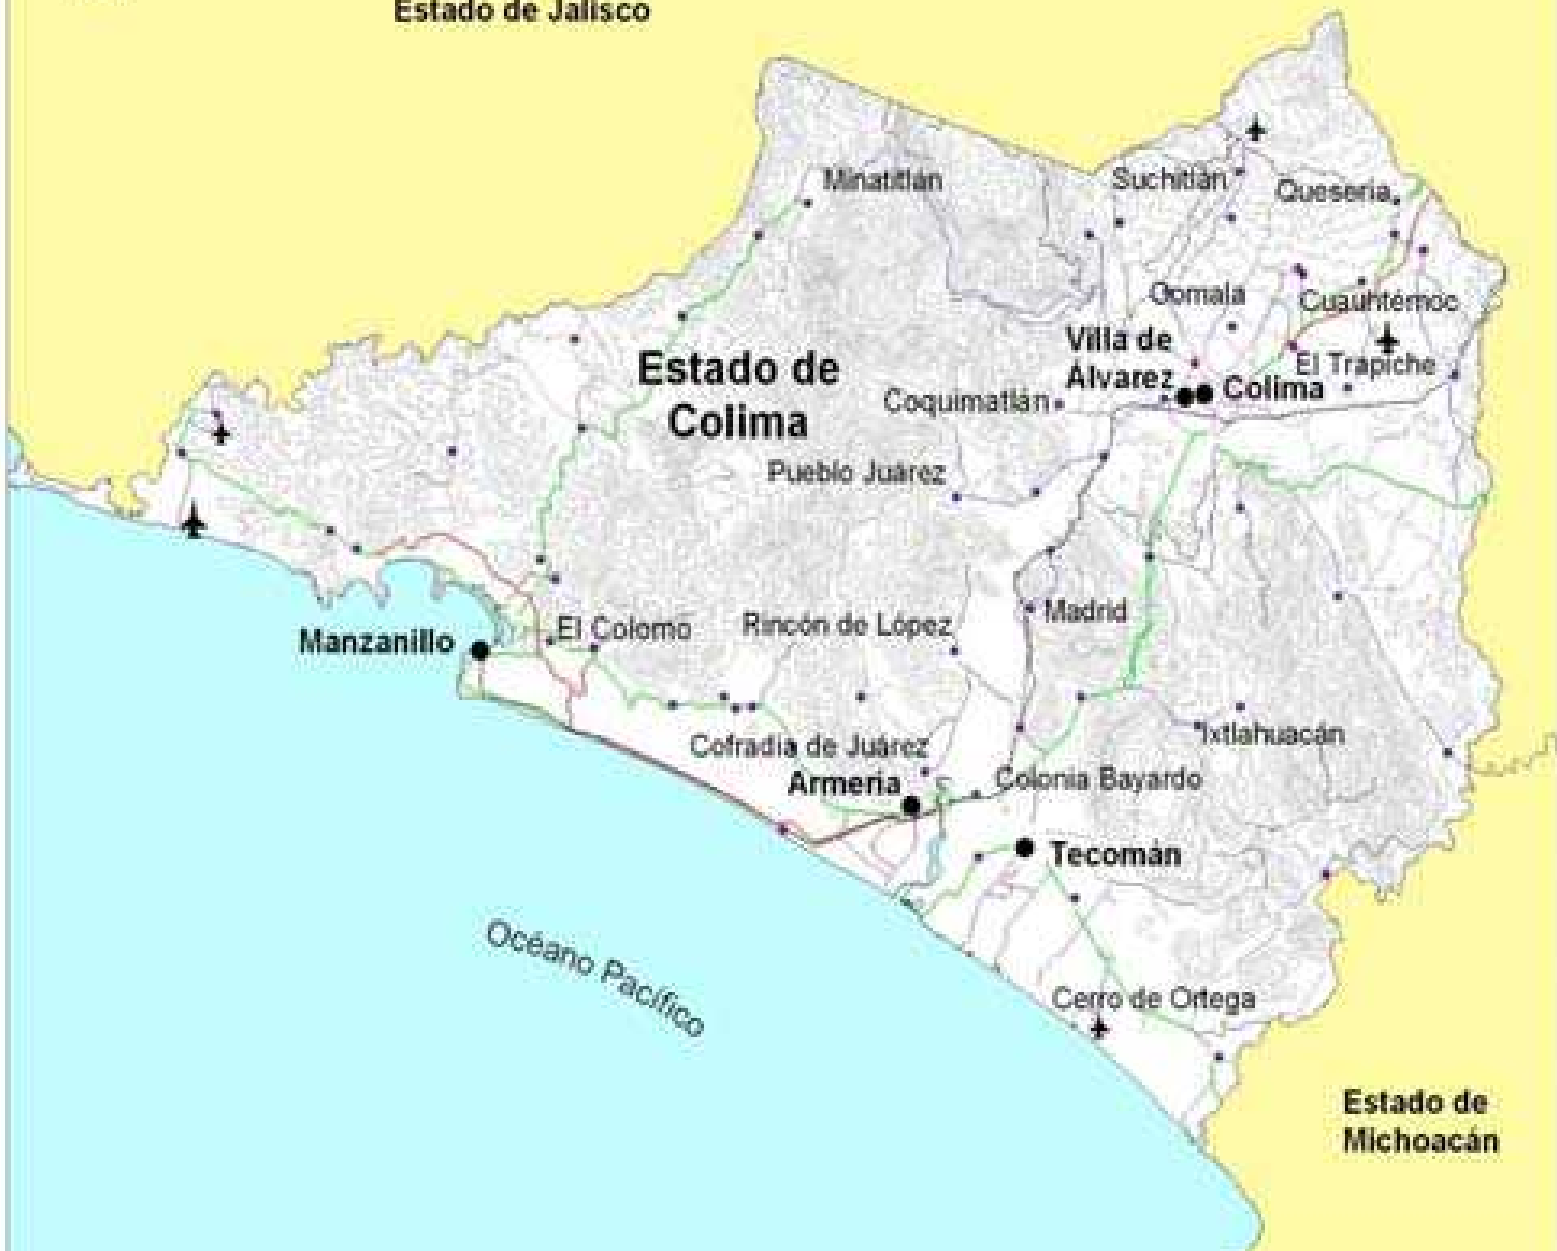 Estado de Jalisco
Minatitlán
Suchitlán
Quesería
Comala
Cuauhtémoc
Villa de
Álvarez
El Trapiche
Colima
Estado de
Colima
Coquimatlán
Pueblo Juárez
Manzanillo
El Colomo
Rincón de López
Madrid
Cofradía de Juárez
Ixtlahuacán
Armería
Colonia Bayardo
Tecomán
Océano Pacífico
Cerro de Ortega
Estado de
Michoacán